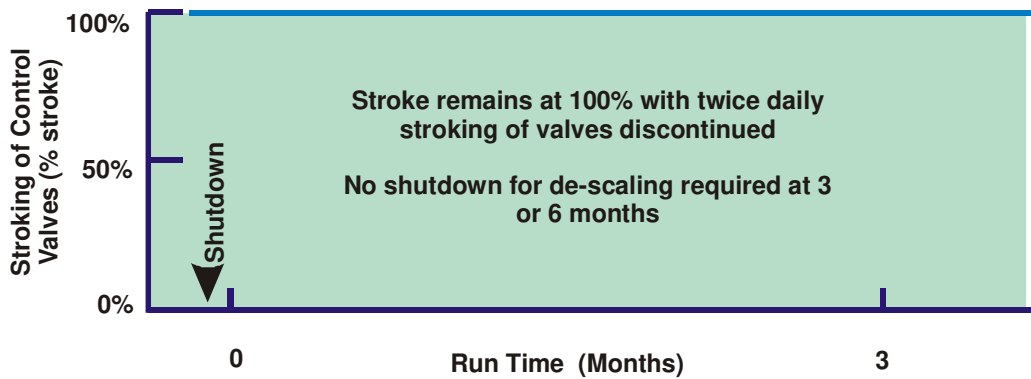 100%
50%
0%
Stroking of Control
Valves (% stroke)
Shutdown
Stroke remains at 100% with twice daily
stroking of valves discontinued
No shutdown for de-scaling required at 3
or 6 months
0
Run Time (Months)
3